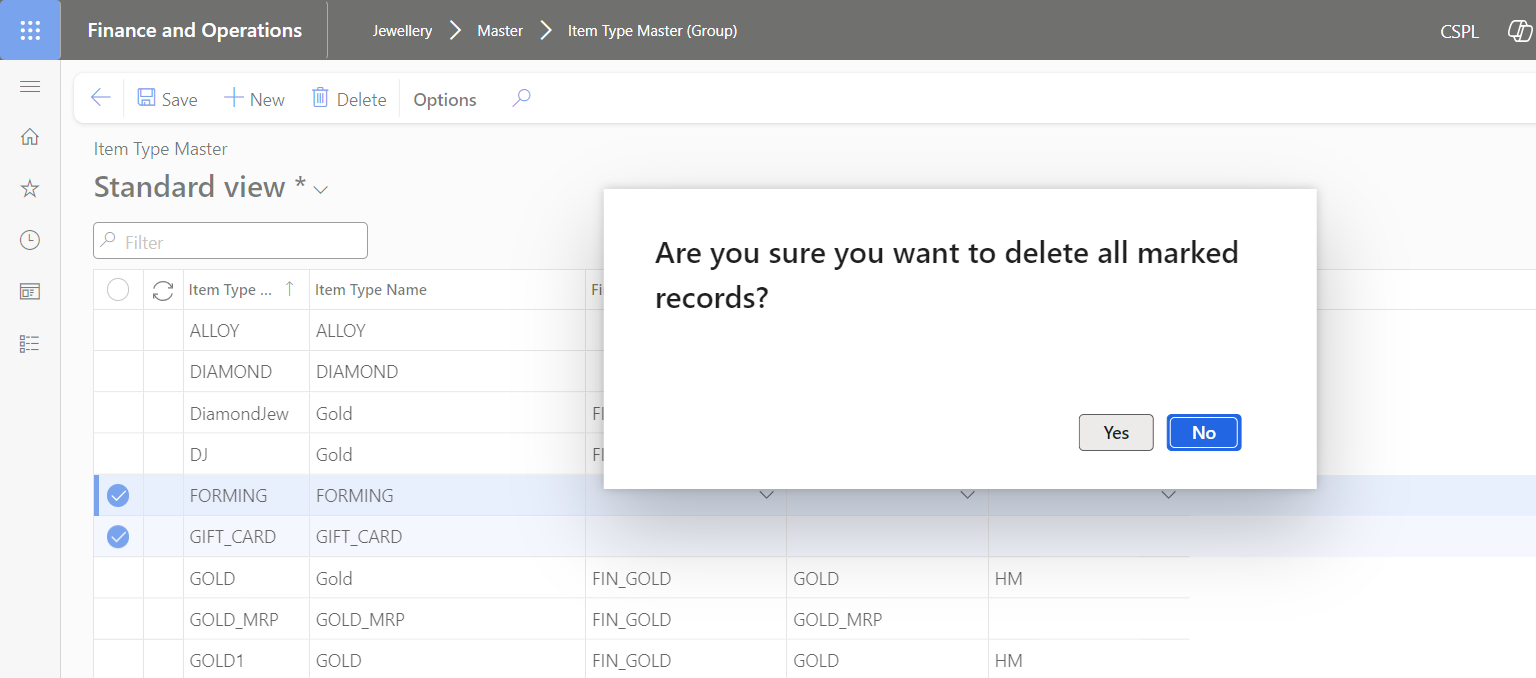 Finance and Operations
Jewellery Master Item Type Master (Group)
CSPL
Save New Delete Options
Item Type Master
Standard view *
Filter
Are you sure you want to delete all marked
records?
Yes No
Item Type ... Item Type Name Fi
ALLOY ALLOY
DIAMOND DIAMOND
DiamondJew Gold FI
DJ Gold FI
FORMING FORMING
GIFT_CARD GIFT_CARD
GOLD Gold FIN_GOLD GOLD HM
GOLD_MRP GOLD_MRP FIN_GOLD GOLD_MRP
GOLD1 GOLD FIN_GOLD GOLD HM